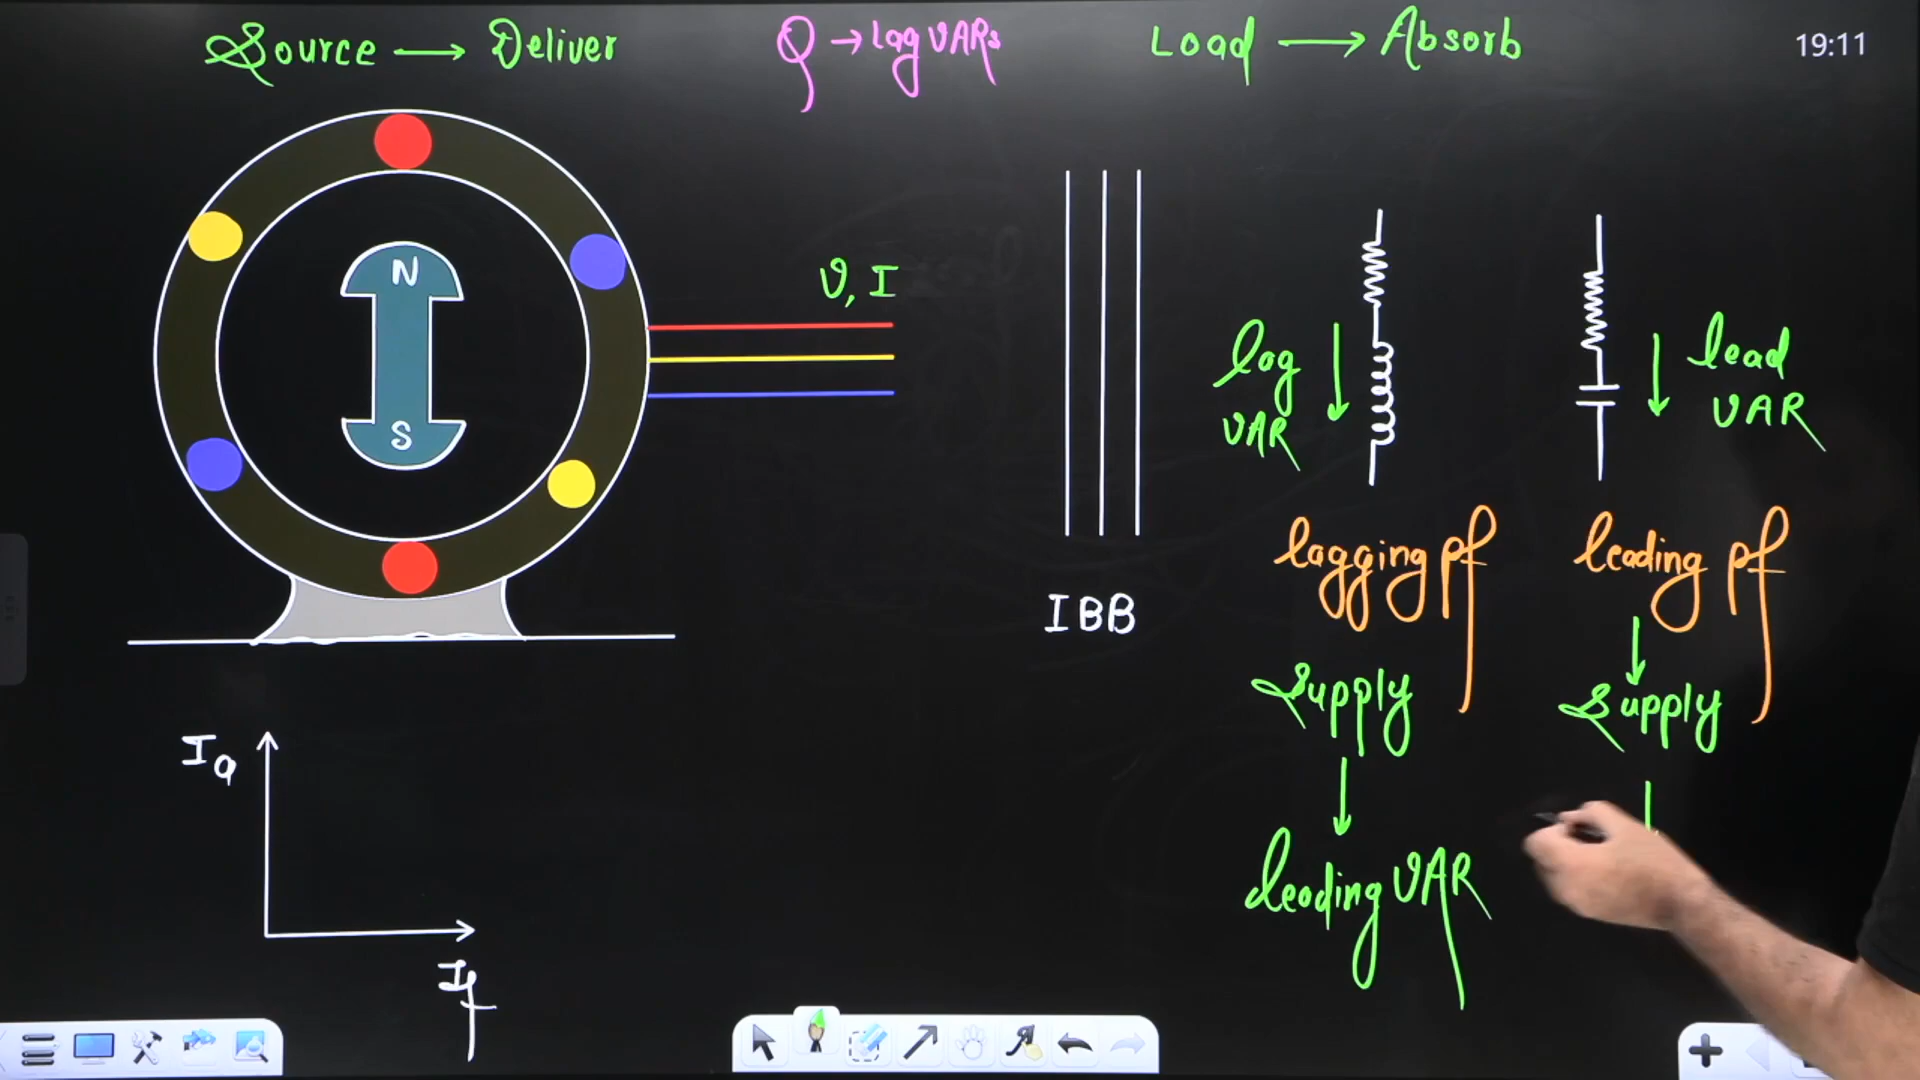 Source → Deliver
Q → lag VARs
Load → Absorb
19:11
N
S
V, I
lag
VAR
lead
VAR
IBB
lagging pf
leading pf
↓
Supply
Supply
↓
leading VAR
Ia
If